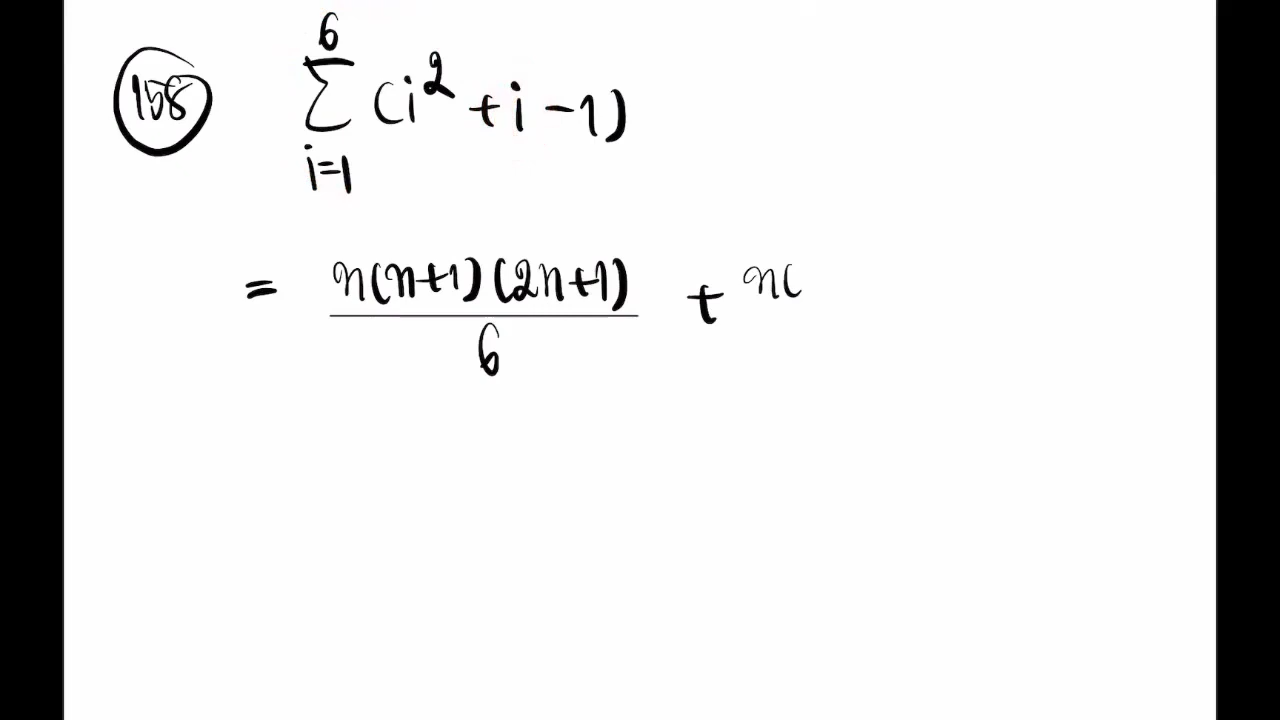 158 6
∑ (i² + i - 1)
i=1
= n(n+1)(2n+1) + n(
6